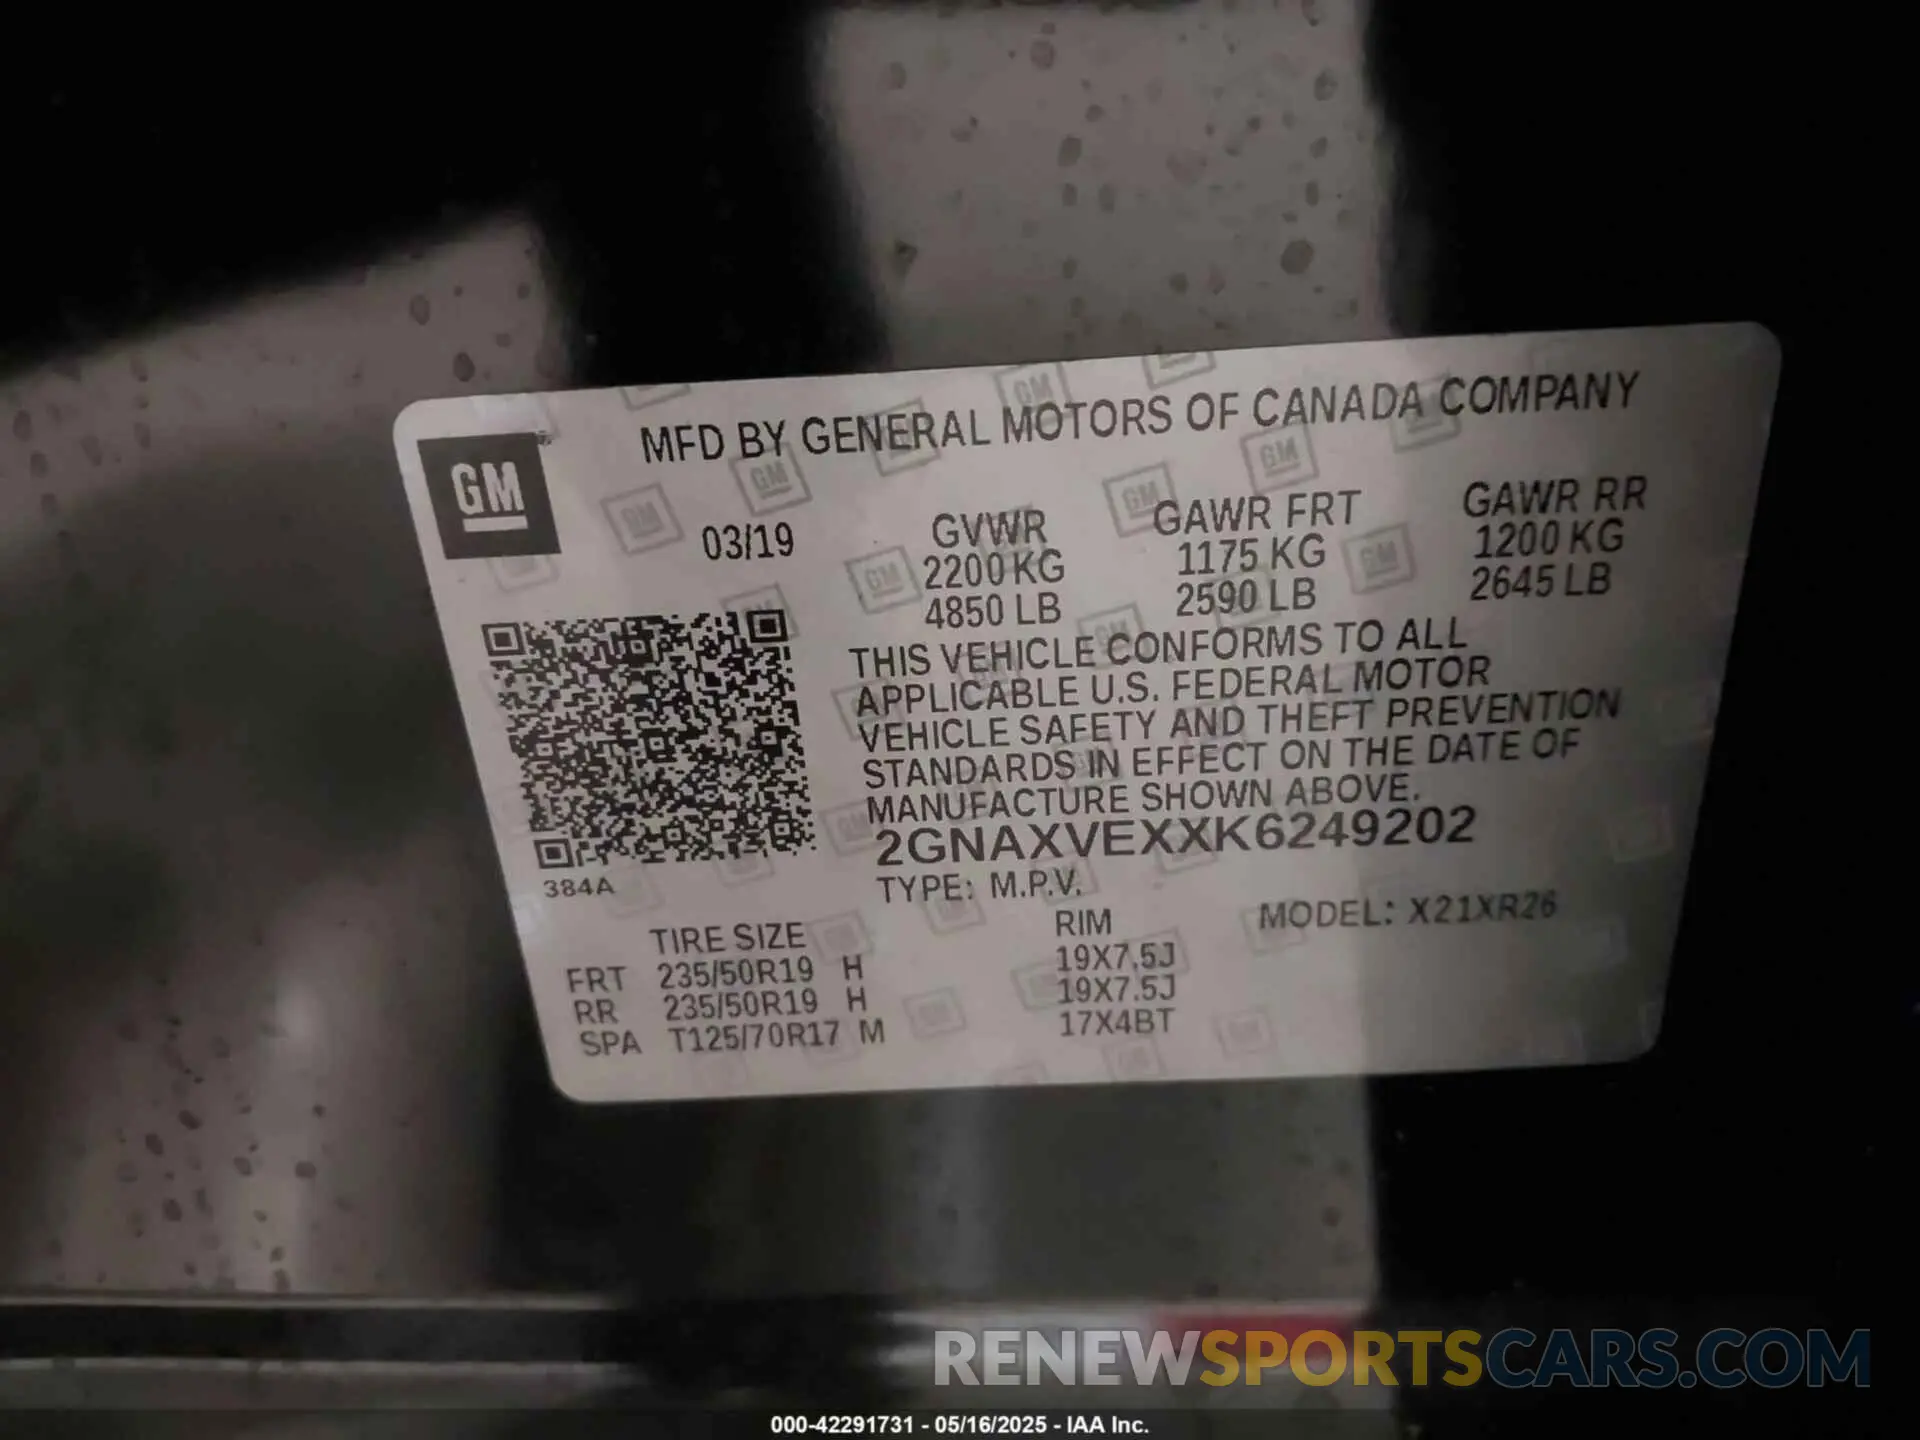 MFD BY GENERAL MOTORS OF CANADA COMPANY
GM
03/19
GVWR
2200 KG
4850 LB
GAWR FRT
1175 KG
2590 LB
GAWR RR
1200 KG
2645 LB
THIS VEHICLE CONFORMS TO ALL
APPLICABLE U.S. FEDERAL MOTOR
VEHICLE SAFETY AND THEFT PREVENTION
STANDARDS IN EFFECT ON THE DATE OF
MANUFACTURE SHOWN ABOVE.
2GNAXVEXXK6249202
384A
TYPE: M.P.V.
MODEL: X21XR26
TIRE SIZE RIM
FRT 235/50R19 H 19X7.5J
RR 235/50R19 H 19X7.5J
SPA T125/70R17 M 17X4BT
RENEWSPORTSCARS.COM
000-42291731 - 05/16/2025 - IAA Inc.